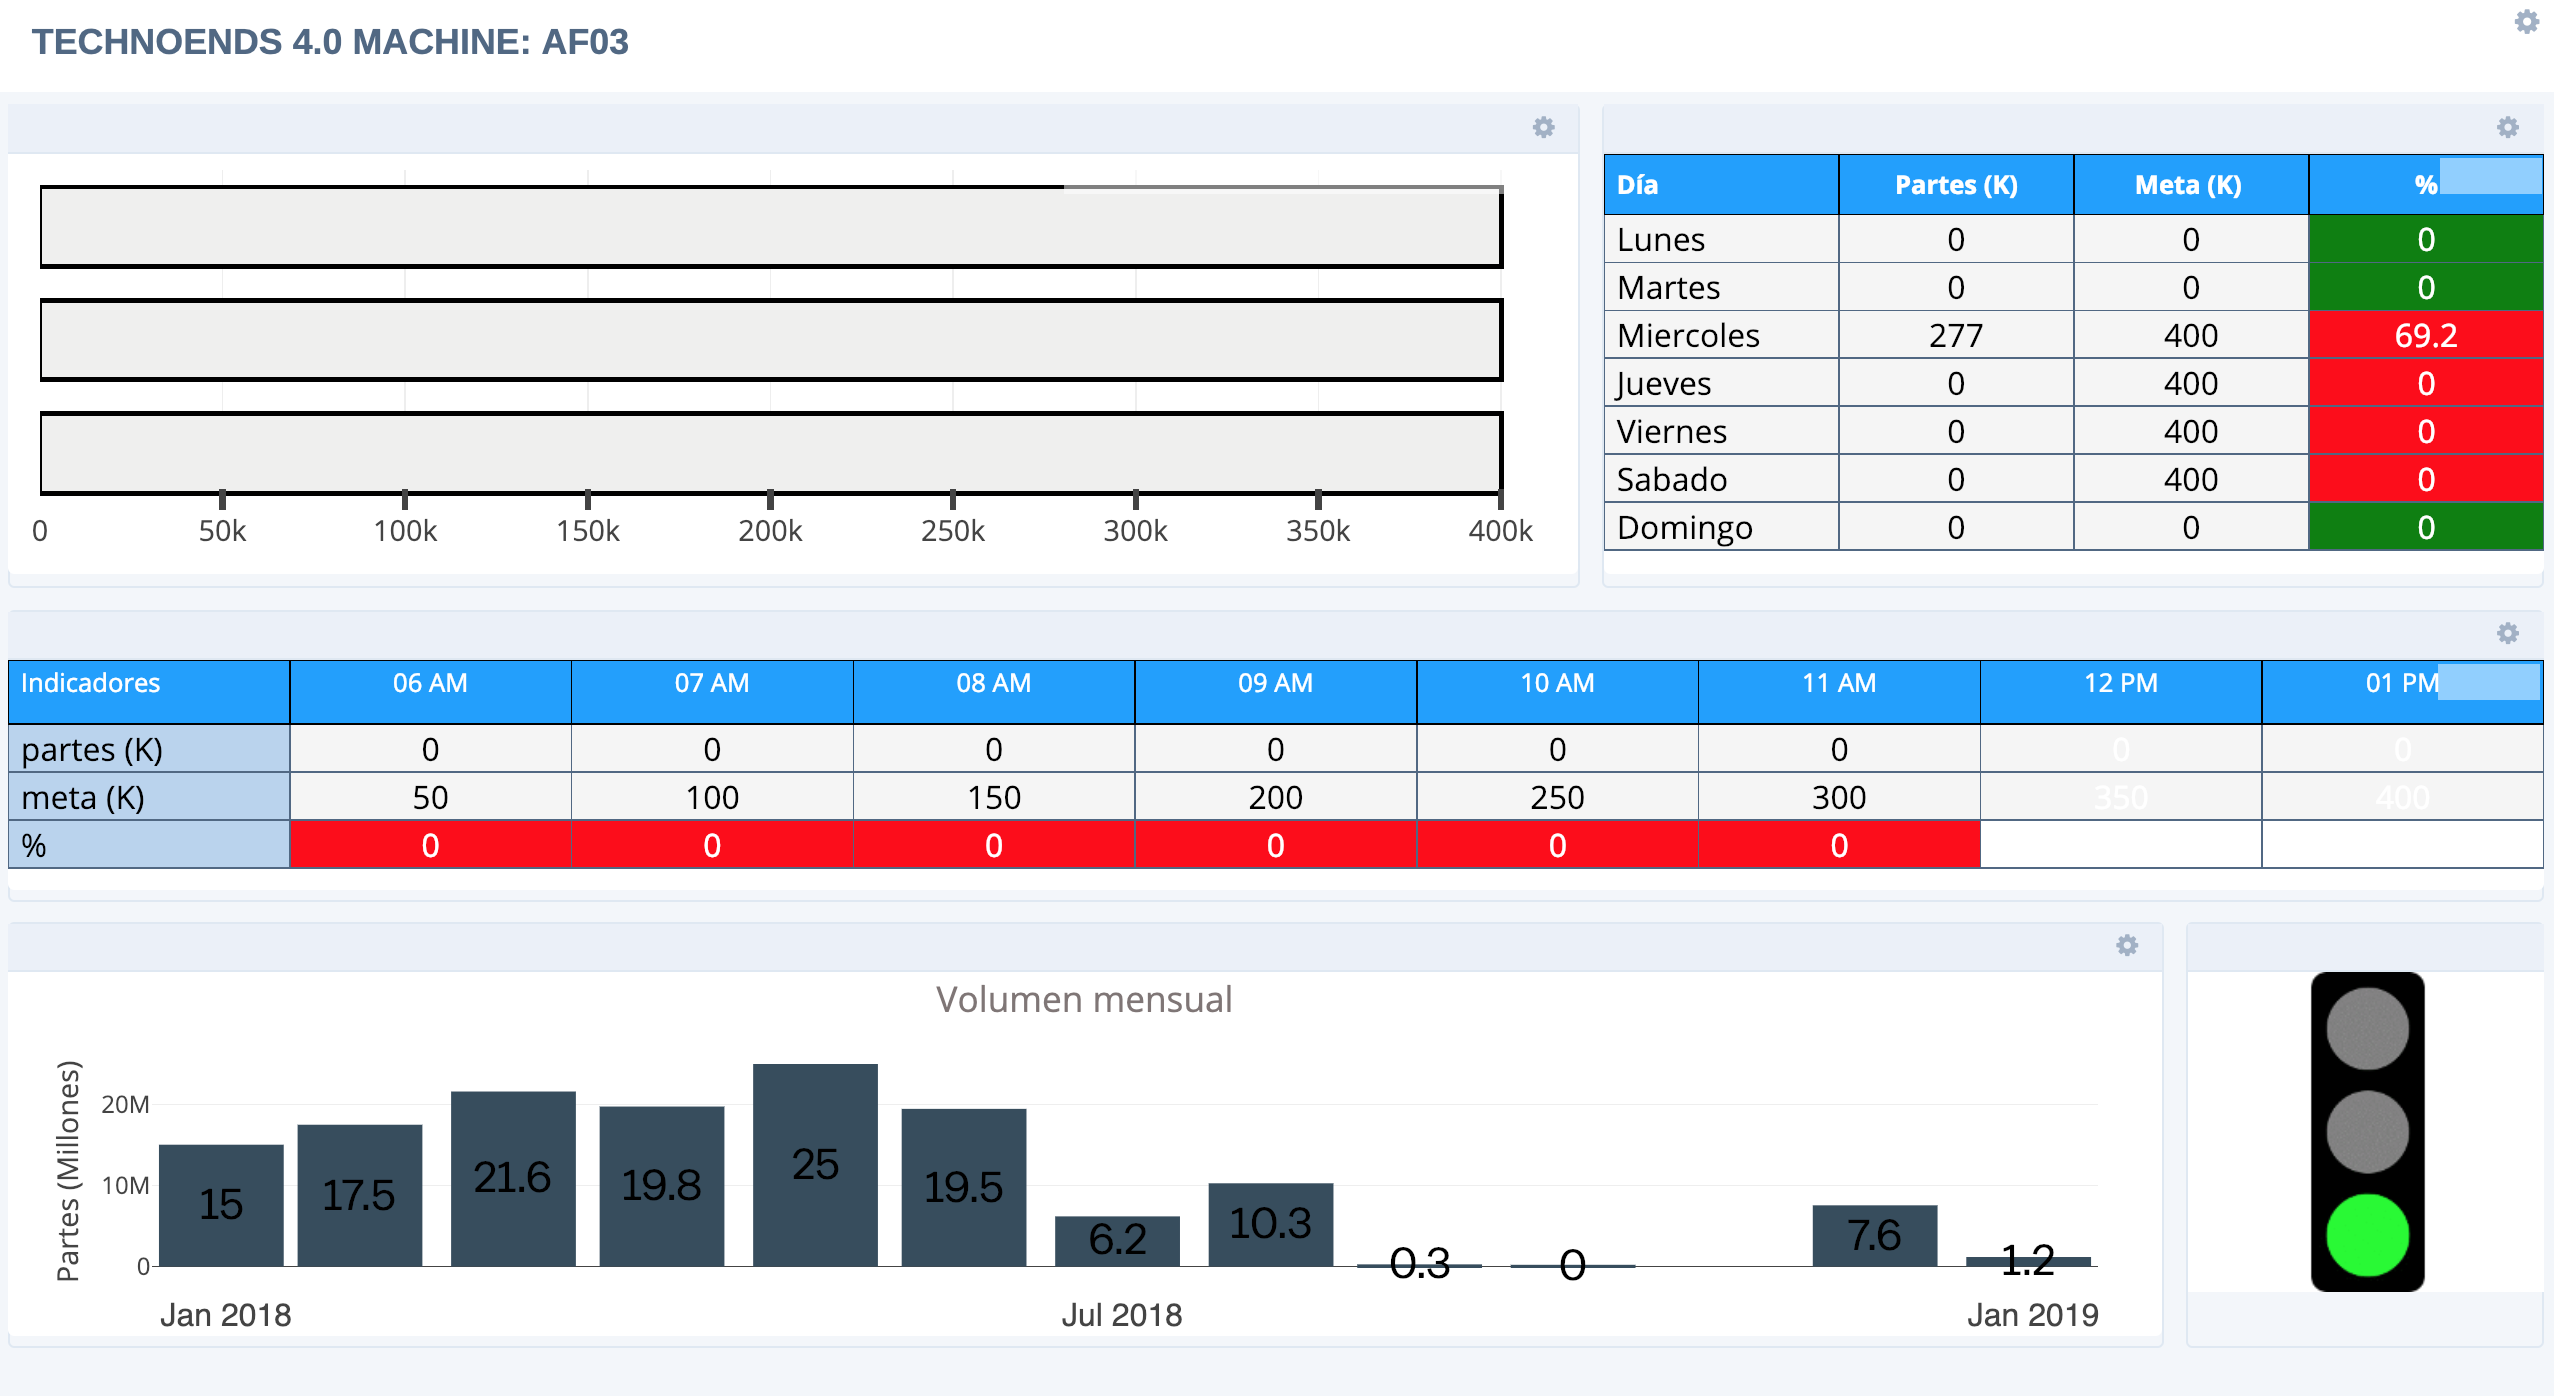 TECHNOENDS 4.0 MACHINE: AF03
0 50k 100k 150k 200k 250k 300k 350k 400k
Día Partes (K) Meta (K) %
Lunes 0 0 0
Martes 0 0 0
Miercoles 277 400 69.2
Jueves 0 400 0
Viernes 0 400 0
Sabado 0 400 0
Domingo 0 0 0
Indicadores 06 AM 07 AM 08 AM 09 AM 10 AM 11 AM 12 PM 01 PM
partes (K) 0 0 0 0 0 0 0 0
meta (K) 50 100 150 200 250 300 350 400
% 0 0 0 0 0 0
Volumen mensual
Partes (Millones)
20M
10M
0
15 17.5 21.6 19.8 25 19.5 6.2 10.3 0.3 0 7.6 1.2
Jan 2018 Jul 2018 Jan 2019